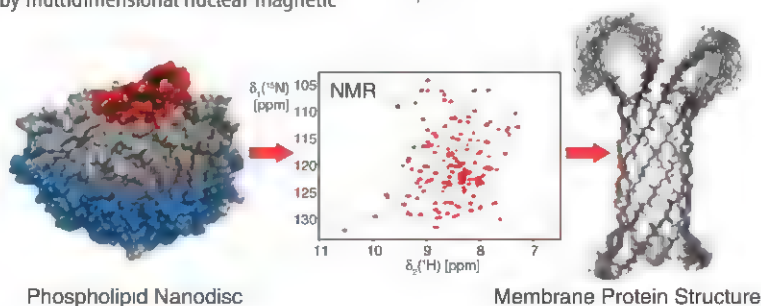 by multidimensional nuclear magnetic
δ₁(¹⁵N)
[ppm]
NMR
105
110
115
120
125
130
11 10 9 8 7
δ₂(¹H) [ppm]
Phospholipid Nanodisc
Membrane Protein Structure